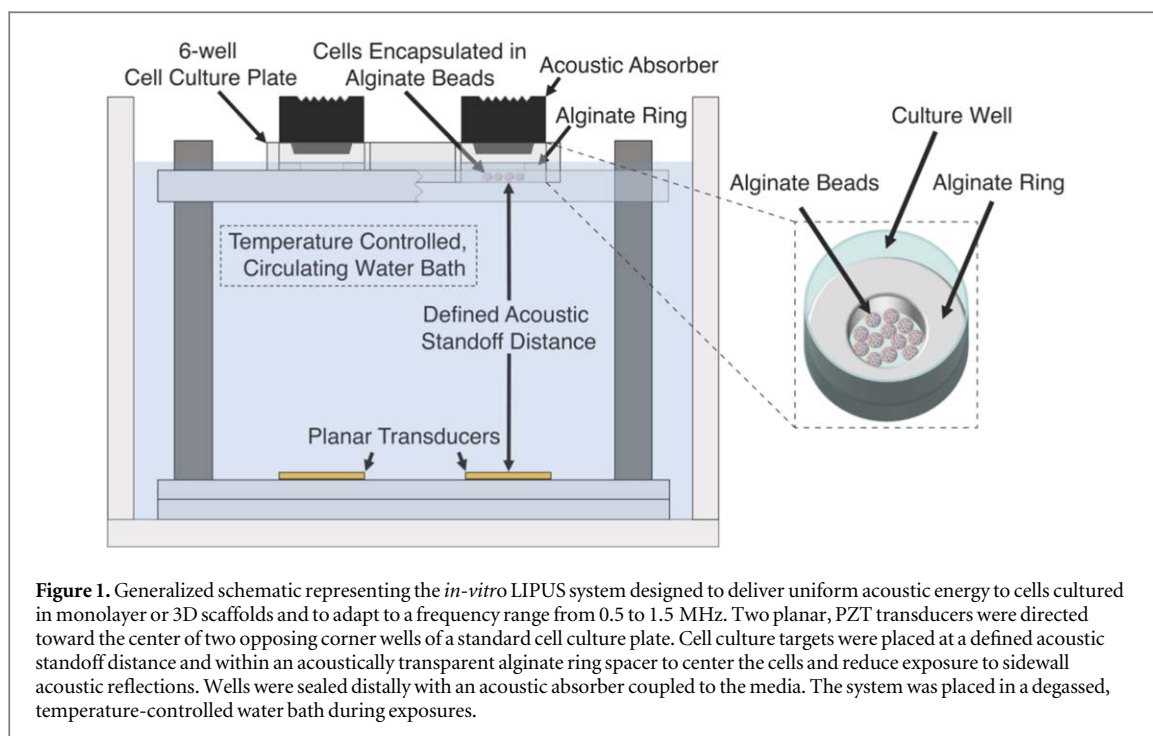 6-well
Cell Culture Plate
Cells Encapsulated in
Alginate Beads
Acoustic Absorber
Alginate Ring
Culture Well
Alginate Beads
Alginate Ring
Temperature Controlled,
Circulating Water Bath
Defined Acoustic
Standoff Distance
Planar Transducers
Figure 1. Generalized schematic representing the in-vitro LIPUS system designed to deliver uniform acoustic energy to cells cultured
in monolayer or 3D scaffolds and to adapt to a frequency range from 0.5 to 1.5 MHz. Two planar, PZT transducers were directed
toward the center of two opposing corner wells of a standard cell culture plate. Cell culture targets were placed at a defined acoustic
standoff distance and within an acoustically transparent alginate ring spacer to center the cells and reduce exposure to sidewall
acoustic reflections. Wells were sealed distally with an acoustic absorber coupled to the media. The system was placed in a degassed,
temperature-controlled water bath during exposures.